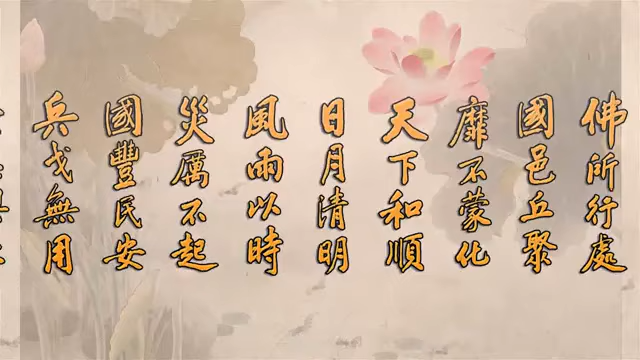 佛所行處
國邑丘聚
靡不蒙化
天下和順
日月清明
風雨以時
災厲不起
國豐民安
兵戈無用